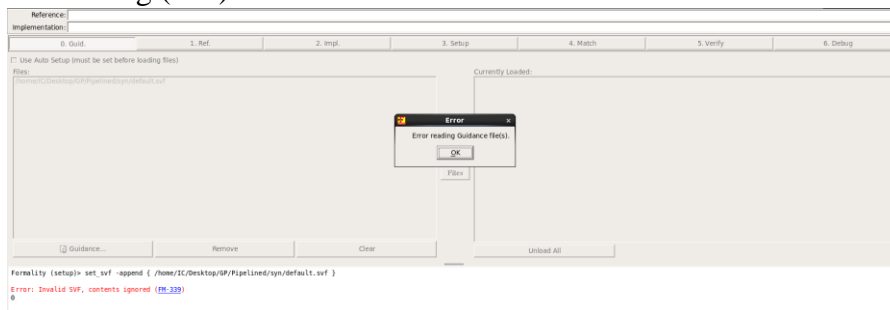 Reference:
Implementation:
0. Guid. 1. Ref. 2. Impl. 3. Setup 4. Match 5. Verify 6. Debug
Use Auto Setup (must be set before loading files)
Files: Currently Loaded:
/home/IC/Desktop/GP/Pipelined/syn/default.svf
Error x
Error reading Guidance file(s).
OK
Files
Guidance... Remove Clear Unload All
Formality (setup)> set_svf -append { /home/IC/Desktop/GP/Pipelined/syn/default.svf }
Error: Invalid SVF, contents ignored (FM-339)
0